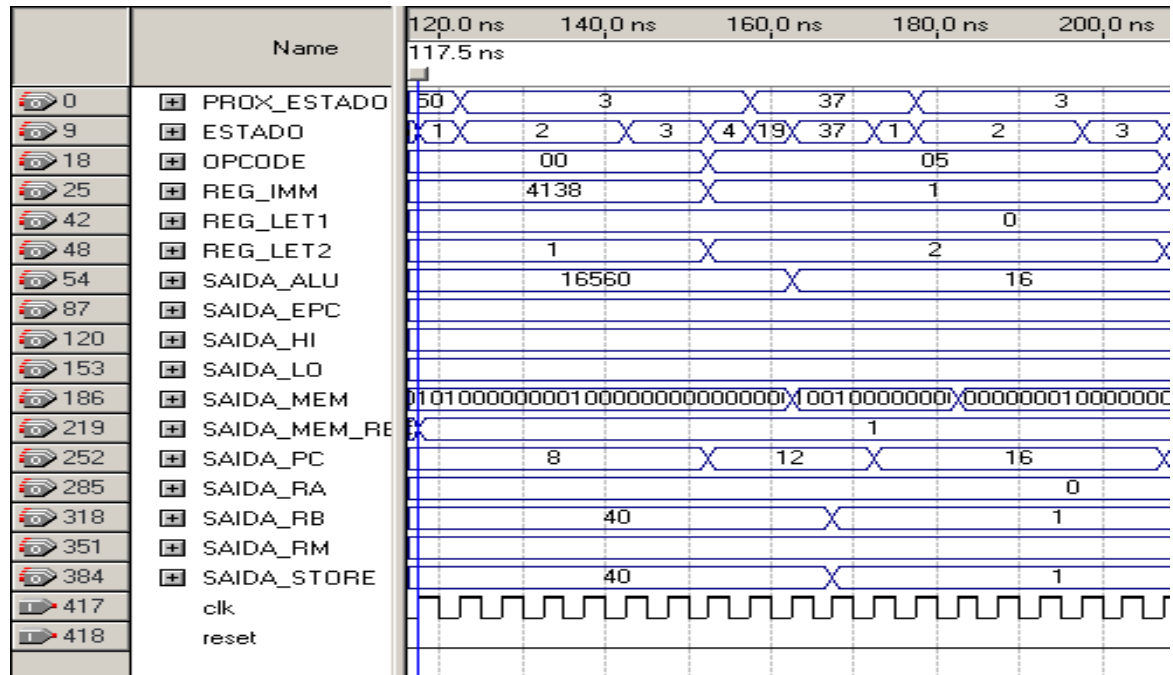 Name
120.0 ns 140.0 ns 160.0 ns 180.0 ns 200.0 ns
117.5 ns
0 PROX_ESTADO 50 3 37 3
9 ESTADO 1 2 3 4 19 37 1 2 3
18 OPCODE 00 05
25 REG_IMM 4138 1
42 REG_LET1 0
48 REG_LET2 1 2
54 SAIDA_ALU 16560 16
87 SAIDA_EPC
120 SAIDA_HI
153 SAIDA_LO
186 SAIDA_MEM
219 SAIDA_MEM_RE 1
252 SAIDA_PC 8 12 16
285 SAIDA_RA 0
318 SAIDA_RB 40 1
351 SAIDA_RM
384 SAIDA_STORE 40 1
417 clk
418 reset